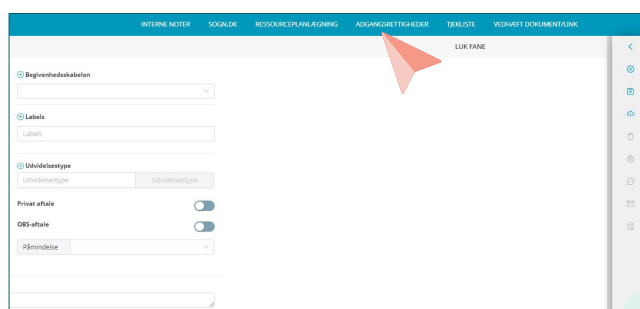 INTERNE NOTER SOGN.DK RESSOURCEPLANLÆGNING ADGANGSRETTIGHEDER TJEKLISTE VEDHÆFT DOKUMENT/LINK
LUK FANE
Begivenhedsskabelon
Labels
Labels
Udvidelsestype
Udvidelsestype Udvidelsestype
Privat aftale
OBS-aftale
Påmindelse